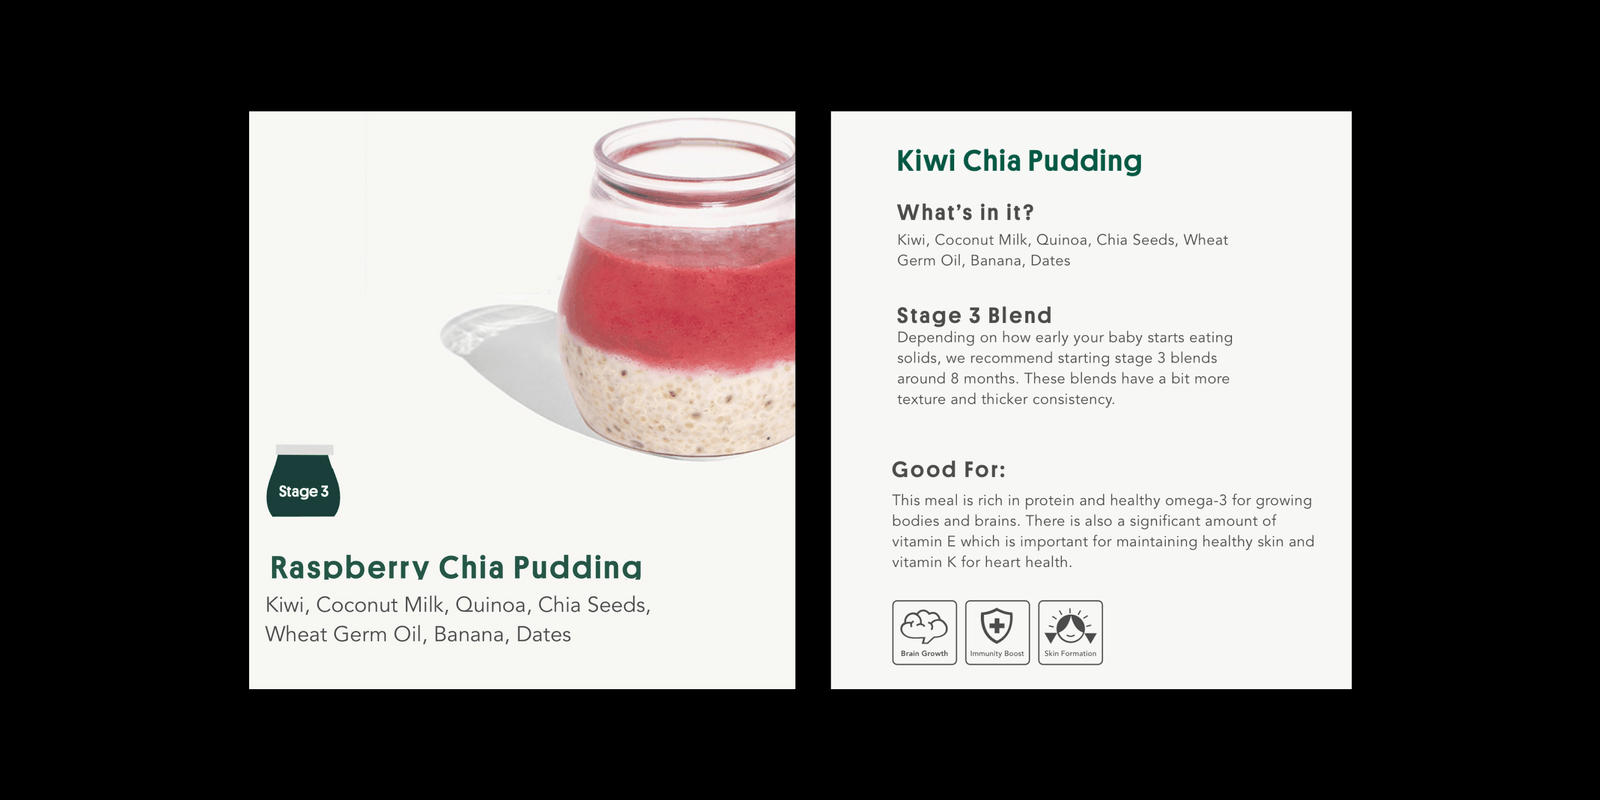 Stage 3
Raspberry Chia Pudding
Kiwi, Coconut Milk, Quinoa, Chia Seeds,
Wheat Germ Oil, Banana, Dates
Kiwi Chia Pudding
What’s in it?
Kiwi, Coconut Milk, Quinoa, Chia Seeds, Wheat
Germ Oil, Banana, Dates
Stage 3 Blend
Depending on how early your baby starts eating
solids, we recommend starting stage 3 blends
around 8 months. These blends have a bit more
texture and thicker consistency.
Good For:
This meal is rich in protein and healthy omega-3 for growing
bodies and brains. There is also a significant amount of
vitamin E which is important for maintaining healthy skin and
vitamin K for heart health.
Brain Growth
Immunity Boost
Skin Formation